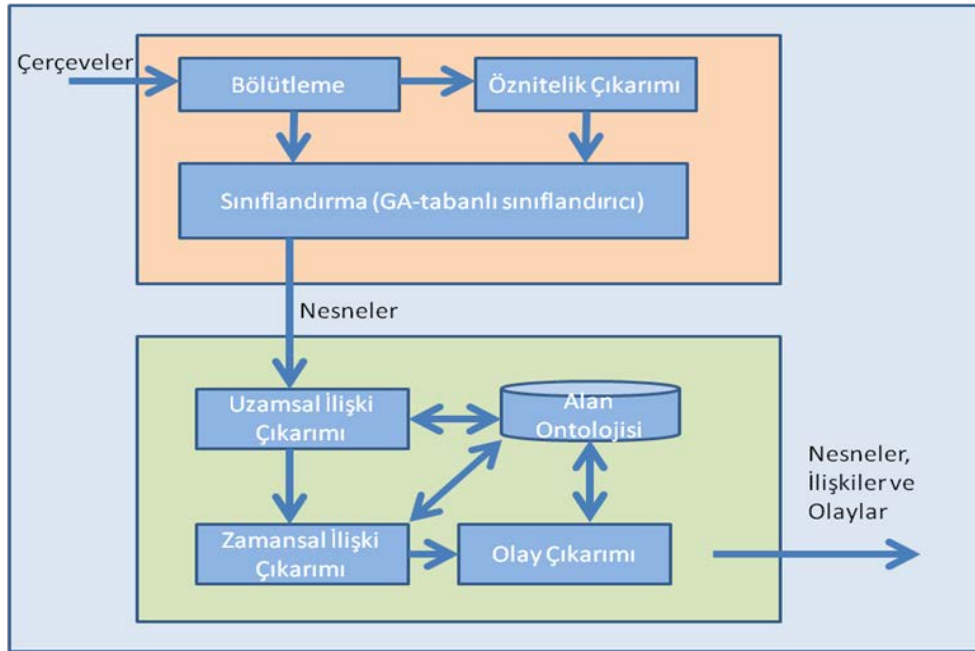 Çerçeveler
Bölütleme
Öznitelik Çıkarımı
Sınıflandırma (GA-tabanlı sınıflandırıcı)
Nesneler
Uzamsal İlişki
Çıkarımı
Alan
Ontolojisi
Nesneler,
İlişkiler ve
Olaylar
Zamansal İlişki
Çıkarımı
Olay Çıkarımı